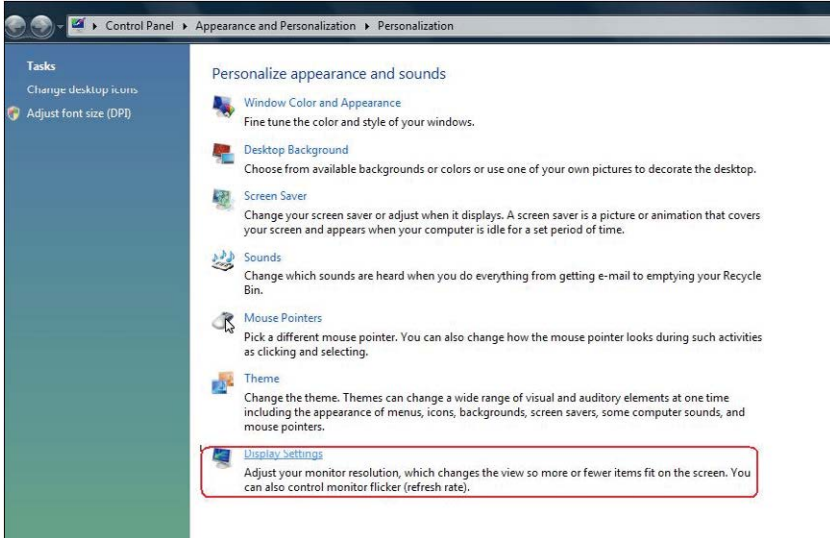 Control Panel ▸ Appearance and Personalization ▸ Personalization
Tasks
Change desktop icons
Adjust font size (DPI)
Personalize appearance and sounds
Window Color and Appearance
Fine tune the color and style of your windows.
Desktop Background
Choose from available backgrounds or colors or use one of your own pictures to decorate the desktop.
Screen Saver
Change your screen saver or adjust when it displays. A screen saver is a picture or animation that covers
your screen and appears when your computer is idle for a set period of time.
Sounds
Change which sounds are heard when you do everything from getting e-mail to emptying your Recycle
Bin.
Mouse Pointers
Pick a different mouse pointer. You can also change how the mouse pointer looks during such activities
as clicking and selecting.
Theme
Change the theme. Themes can change a wide range of visual and auditory elements at one time
including the appearance of menus, icons, backgrounds, screen savers, some computer sounds, and
mouse pointers.
Display Settings
Adjust your monitor resolution, which changes the view so more or fewer items fit on the screen. You
can also control monitor flicker (refresh rate).